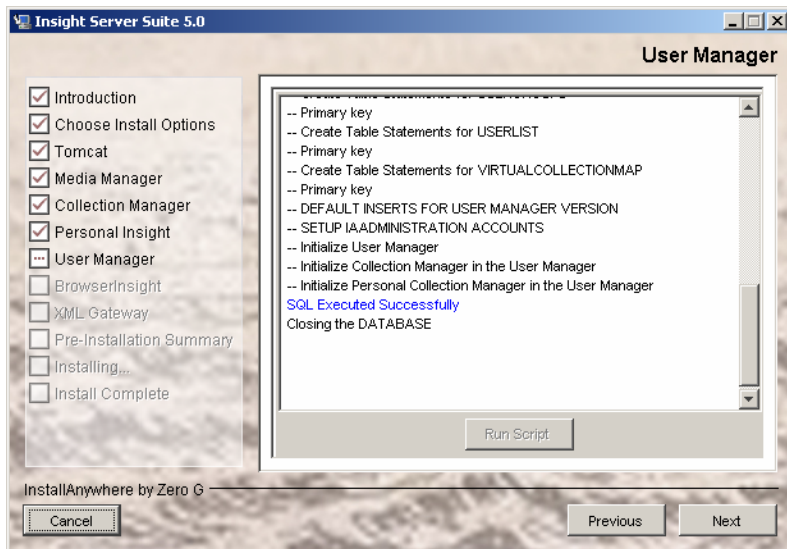 Insight Server Suite 5.0
User Manager
Introduction
Choose Install Options
Tomcat
Media Manager
Collection Manager
Personal Insight
User Manager
BrowserInsight
XML Gateway
Pre-Installation Summary
Installing...
Install Complete
-- Primary key
-- Create Table Statements for USERLIST
-- Primary key
-- Create Table Statements for VIRTUALCOLLECTIONMAP
-- Primary key
-- DEFAULT INSERTS FOR USER MANAGER VERSION
-- SETUP IAADMINISTRATION ACCOUNTS
-- Initialize User Manager
-- Initialize Collection Manager in the User Manager
-- Initialize Personal Collection Manager in the User Manager
SQL Executed Successfully
Closing the DATABASE
Run Script
InstallAnywhere by Zero G
Cancel
Previous
Next